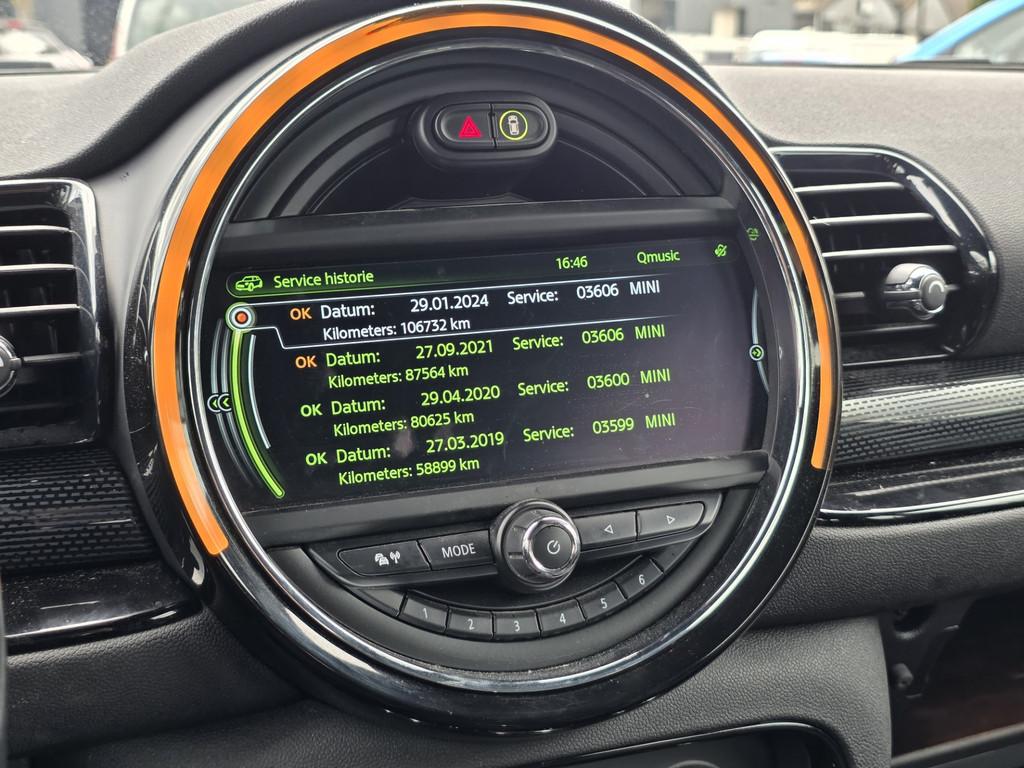 Service historie 16:46 Qmusic
OK Datum: 29.01.2024 Service: 03606 MINI
Kilometers: 106732 km
OK Datum: 27.09.2021 Service: 03606 MINI
Kilometers: 87564 km
OK Datum: 29.04.2020 Service: 03600 MINI
Kilometers: 80625 km
OK Datum: 27.03.2019 Service: 03599 MINI
Kilometers: 58899 km
MODE
1 2 3 4 5 6